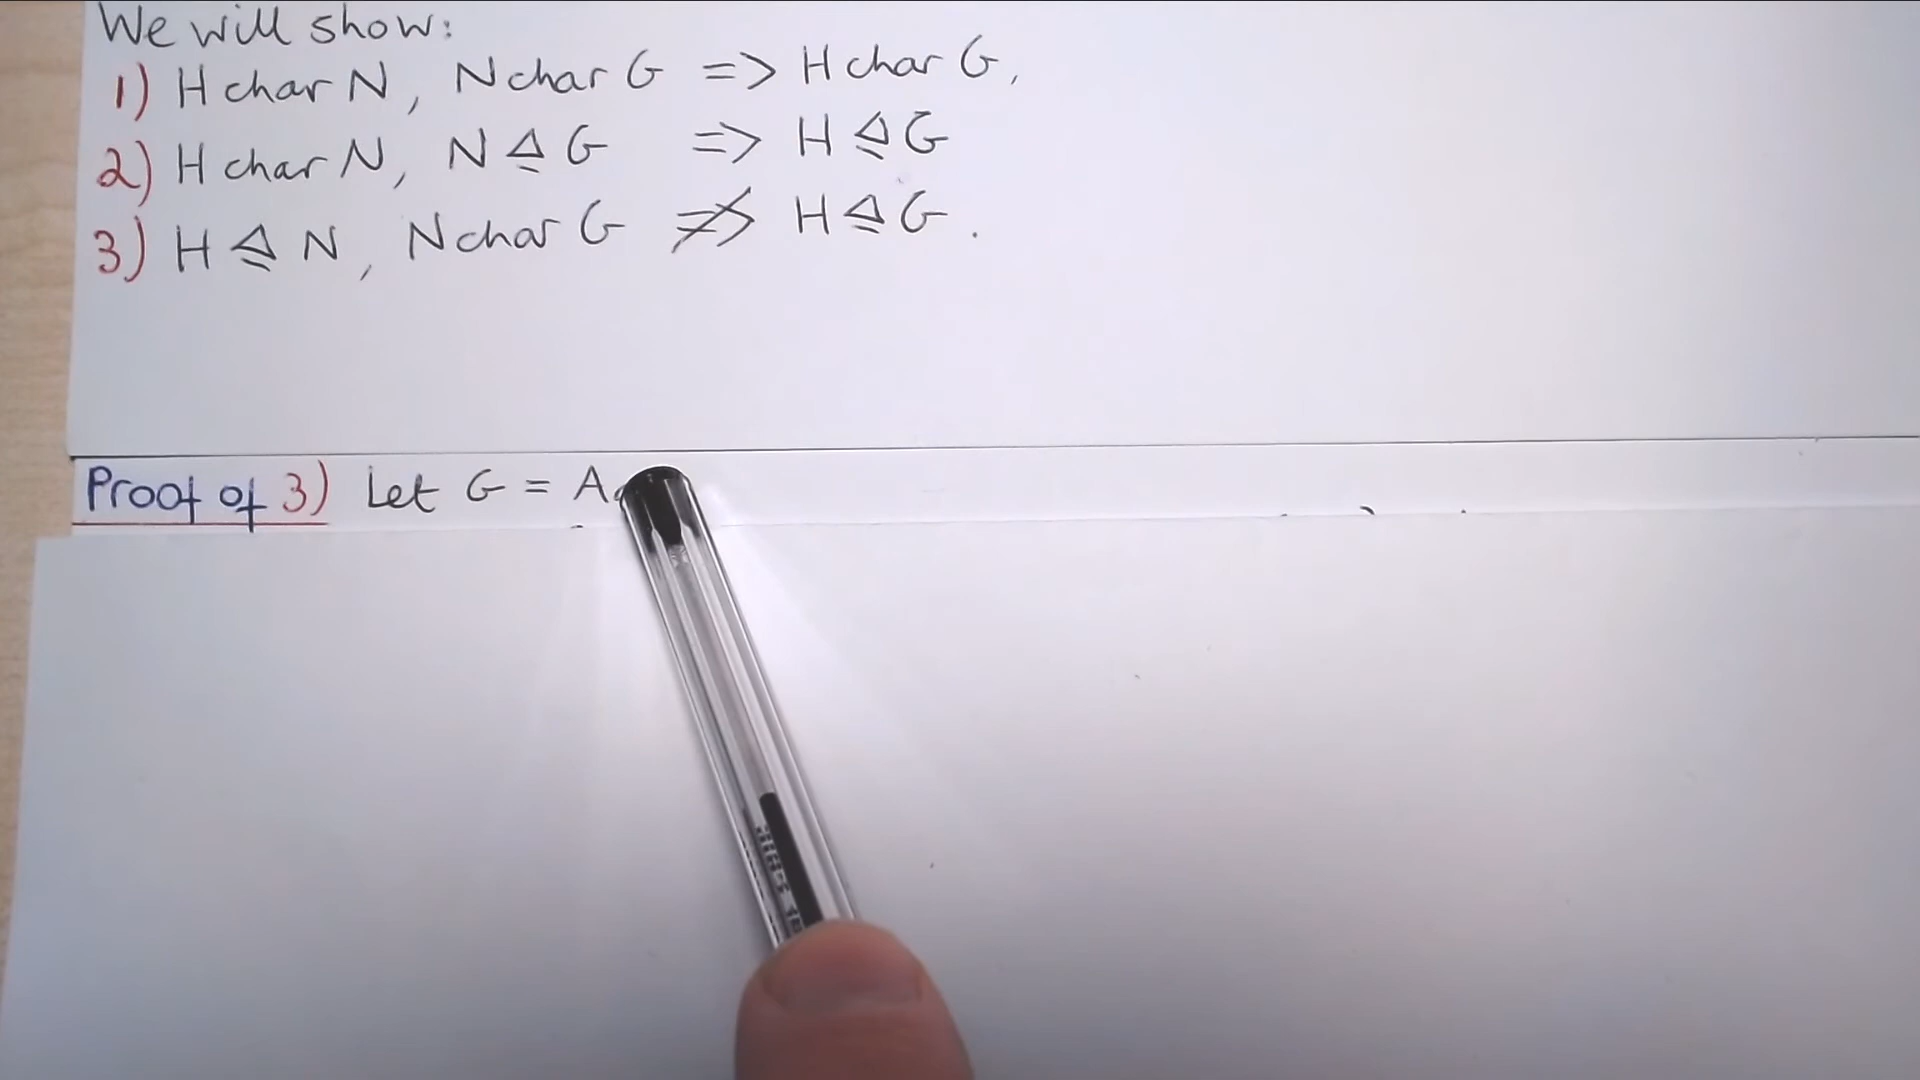 We will show:
1) H char N, N char G => H char G,
2) H char N, N ⊴ G => H ⊴ G
3) H ⊴ N, N char G ≠> H ⊴ G.
Proof of 3) Let G = A